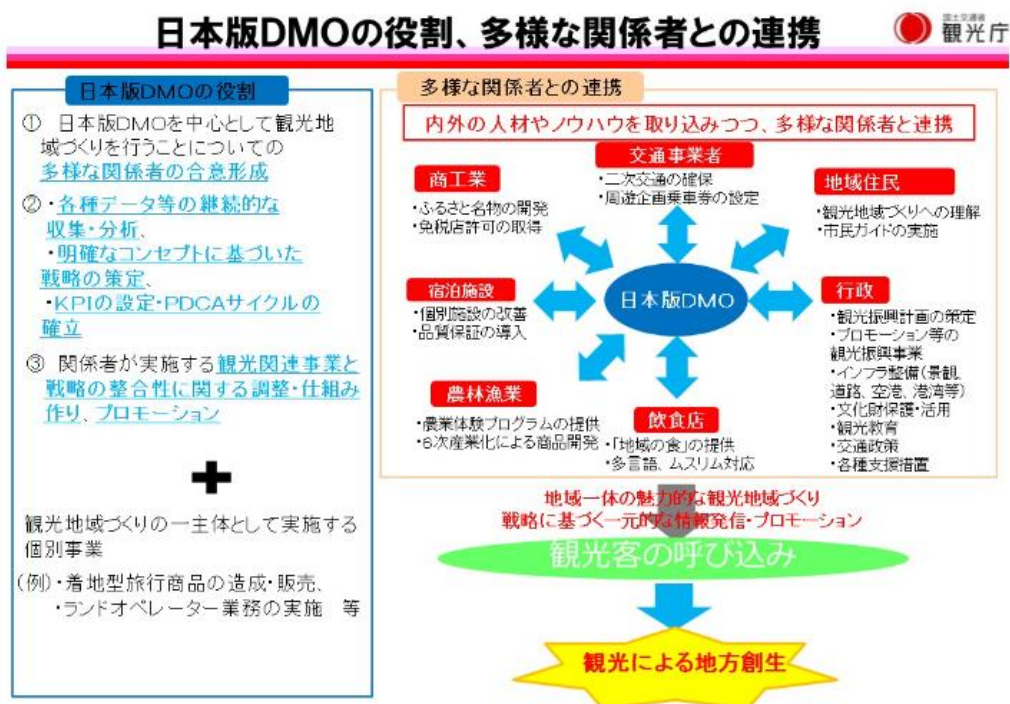 日本版DMOの役割、多様な関係者との連携
国土交通省
観光庁
日本版DMOの役割
① 日本版DMOを中心として観光地
域づくりを行うことについての
多様な関係者の合意形成
②・各種データ等の継続的な
収集・分析、
・明確なコンセプトに基づいた
戦略の策定、
・KPIの設定・PDCAサイクルの
確立
③ 関係者が実施する観光関連事業と
戦略の整合性に関する調整・仕組み
作り、プロモーション
+
観光地域づくりの一主体として実施する
個別事業
(例)・着地型旅行商品の造成・販売、
・ランドオペレーター業務の実施 等
多様な関係者との連携
内外の人材やノウハウを取り込みつつ、多様な関係者と連携
交通事業者
・二次交通の確保
・周遊企画乗車券の設定
商工業
・ふるさと名物の開発
・免税店許可の取得
地域住民
・観光地域づくりへの理解
・市民ガイドの実施
宿泊施設
・個別施設の改善
・品質保証の導入
日本版DMO
行政
・観光振興計画の策定
・プロモーション等の
観光振興事業
・インフラ整備(景観、
道路、空港、港湾等)
・文化財保護・活用
・観光教育
・交通政策
・各種支援措置
農林漁業
・農業体験プログラムの提供
・6次産業化による商品開発
飲食店
・「地域の食」の提供
・多言語、ムスリム対応
地域一体の魅力的な観光地域づくり
戦略に基づく一元的な情報発信・プロモーション
観光客の呼び込み
観光による地方創生